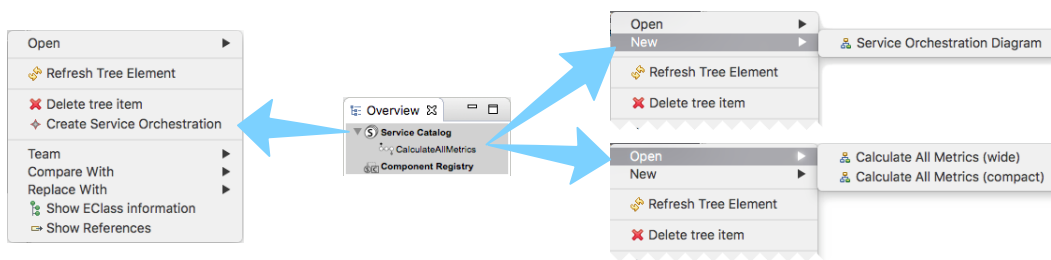 Open
Refresh Tree Element
Delete tree item
Create Service Orchestration
Team
Compare With
Replace With
Show EClass information
Show References
Overview
Service Catalog
CalculateAllMetrics
Component Registry
Open
New
Service Orchestration Diagram
Refresh Tree Element
Delete tree item
Open
Calculate All Metrics (wide)
New
Calculate All Metrics (compact)
Refresh Tree Element
Delete tree item